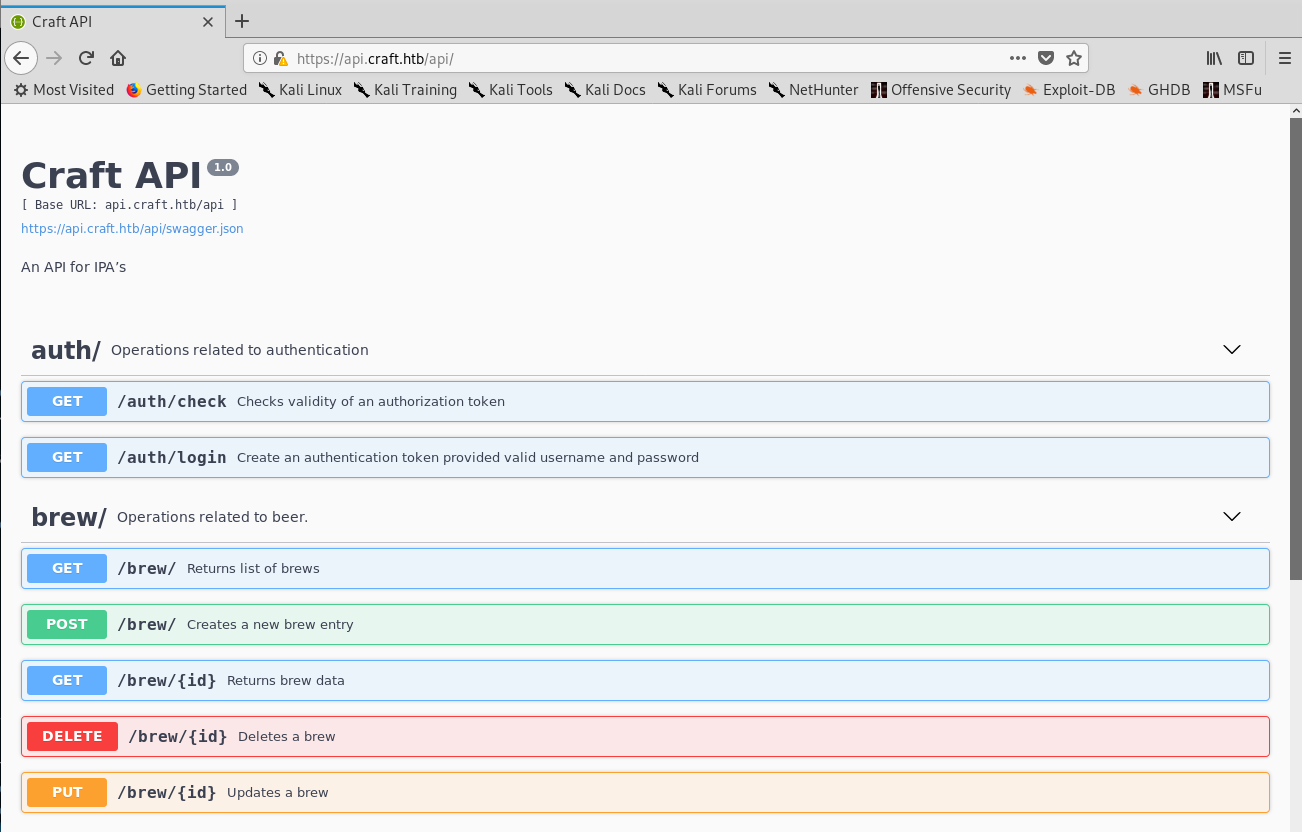 Craft API
https://api.craft.htb/api/
Most Visited Getting Started Kali Linux Kali Training Kali Tools Kali Docs Kali Forums NetHunter Offensive Security Exploit-DB GHDB MSFu
Craft API 1.0
[ Base URL: api.craft.htb/api ]
https://api.craft.htb/api/swagger.json
An API for IPA’s
auth/ Operations related to authentication
GET /auth/check Checks validity of an authorization token
GET /auth/login Create an authentication token provided valid username and password
brew/ Operations related to beer.
GET /brew/ Returns list of brews
POST /brew/ Creates a new brew entry
GET /brew/{id} Returns brew data
DELETE /brew/{id} Deletes a brew
PUT /brew/{id} Updates a brew